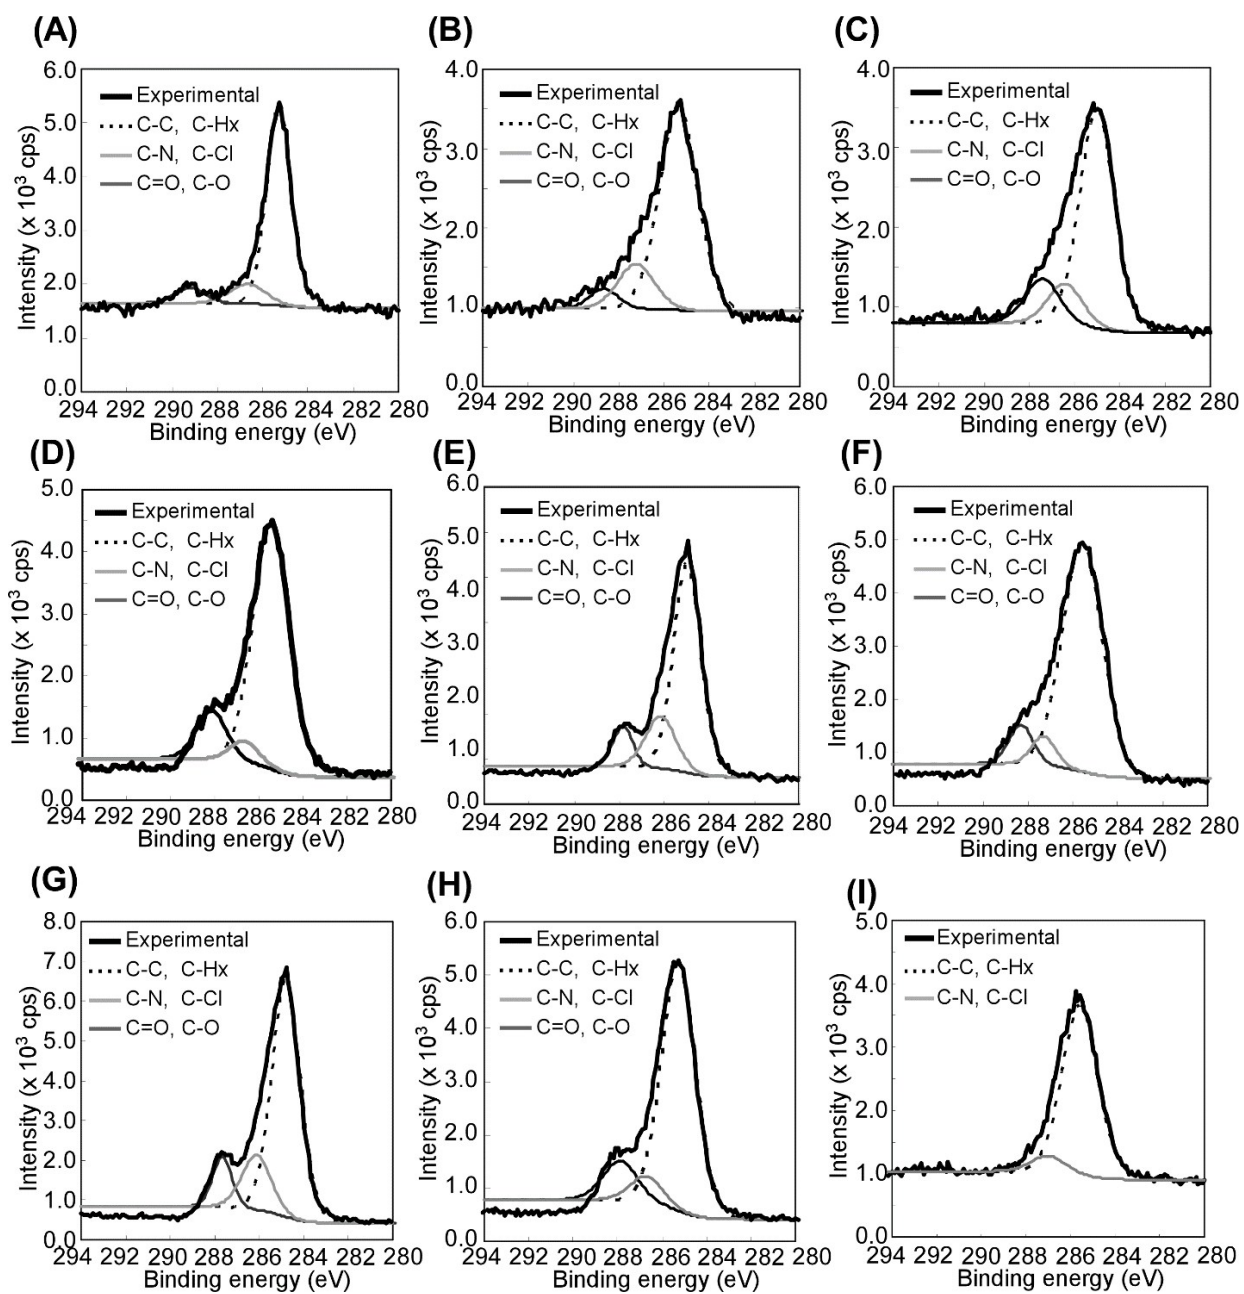 (A)
6.0
5.0
4.0
3.0
2.0
1.0
0.0
Intensity (x 10³ cps)
Experimental
C-C, C-Hx
C-N, C-Cl
C=O, C-O
294 292 290 288 286 284 282 280
Binding energy (eV)
(B)
4.0
3.0
2.0
1.0
0.0
Intensity (x 10³ cps)
Experimental
C-C, C-Hx
C-N, C-Cl
C=O, C-O
294 292 290 288 286 284 282 280
Binding energy (eV)
(C)
4.0
3.0
2.0
1.0
0.0
Intensity (x 10³ cps)
Experimental
C-C, C-Hx
C-N, C-Cl
C=O, C-O
294 292 290 288 286 284 282 280
Binding energy (eV)
(D)
5.0
4.0
3.0
2.0
1.0
0.0
Intensity (x 10³ cps)
Experimental
C-C, C-Hx
C-N, C-Cl
C=O, C-O
294 292 290 288 286 284 282 280
Binding energy (eV)
(E)
6.0
5.0
4.0
3.0
2.0
1.0
0.0
Intensity (x 10³ cps)
Experimental
C-C, C-Hx
C-N, C-Cl
C=O, C-O
294 292 290 288 286 284 282 280
Binding energy (eV)
(F)
6.0
5.0
4.0
3.0
2.0
1.0
0.0
Intensity (x 10³ cps)
Experimental
C-C, C-Hx
C-N, C-Cl
C=O, C-O
294 292 290 288 286 284 282 280
Binding energy (eV)
(G)
8.0
7.0
6.0
5.0
4.0
3.0
2.0
1.0
0.0
Intensity (x 10³ cps)
Experimental
C-C, C-Hx
C-N, C-Cl
C=O, C-O
294 292 290 288 286 284 282 280
Binding energy (eV)
(H)
6.0
5.0
4.0
3.0
2.0
1.0
0.0
Intensity (x 10³ cps)
Experimental
C-C, C-Hx
C-N, C-Cl
C=O, C-O
294 292 290 288 286 284 282 280
Binding energy (eV)
(I)
5.0
4.0
3.0
2.0
1.0
0.0
Intensity (x 10³ cps)
Experimental
C-C, C-Hx
C-N, C-Cl
294 292 290 288 286 284 282 280
Binding energy (eV)